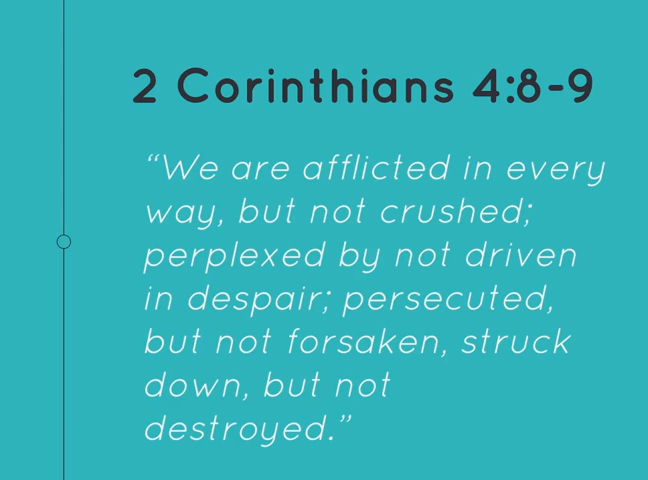 2 Corinthians 4:8-9
“We are afflicted in every
way, but not crushed;
perplexed by not driven
in despair; persecuted,
but not forsaken, struck
down, but not
destroyed.”